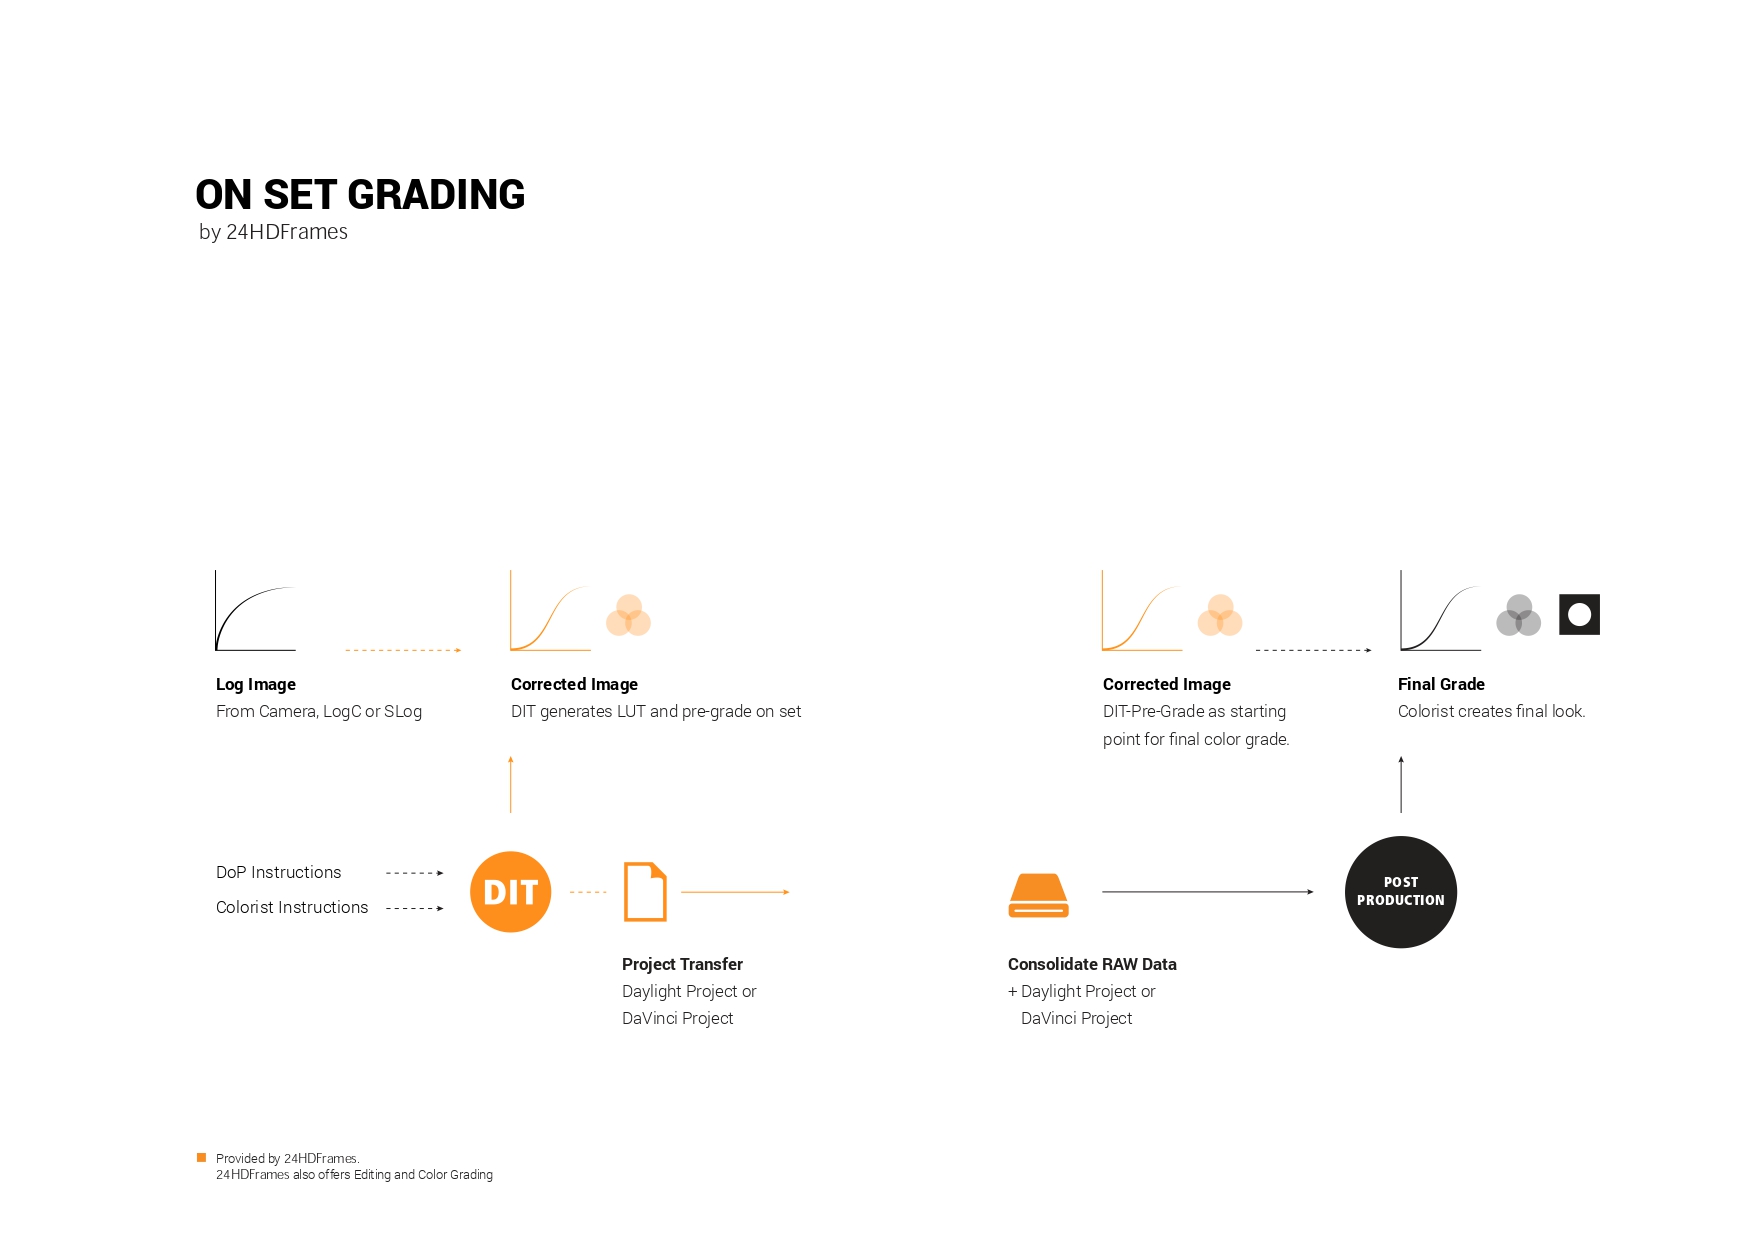 ON SET GRADING
by 24HDFrames
Log Image
From Camera, LogC or SLog
Corrected Image
DIT generates LUT and pre-grade on set
Corrected Image
DIT-Pre-Grade as starting
point for final color grade.
Final Grade
Colorist creates final look.
DoP Instructions
Colorist Instructions
DIT
POST
PRODUCTION
Project Transfer
Daylight Project or
DaVinci Project
Consolidate RAW Data
+ Daylight Project or
DaVinci Project
Provided by 24HDFrames.
24HDFrames also offers Editing and Color Grading